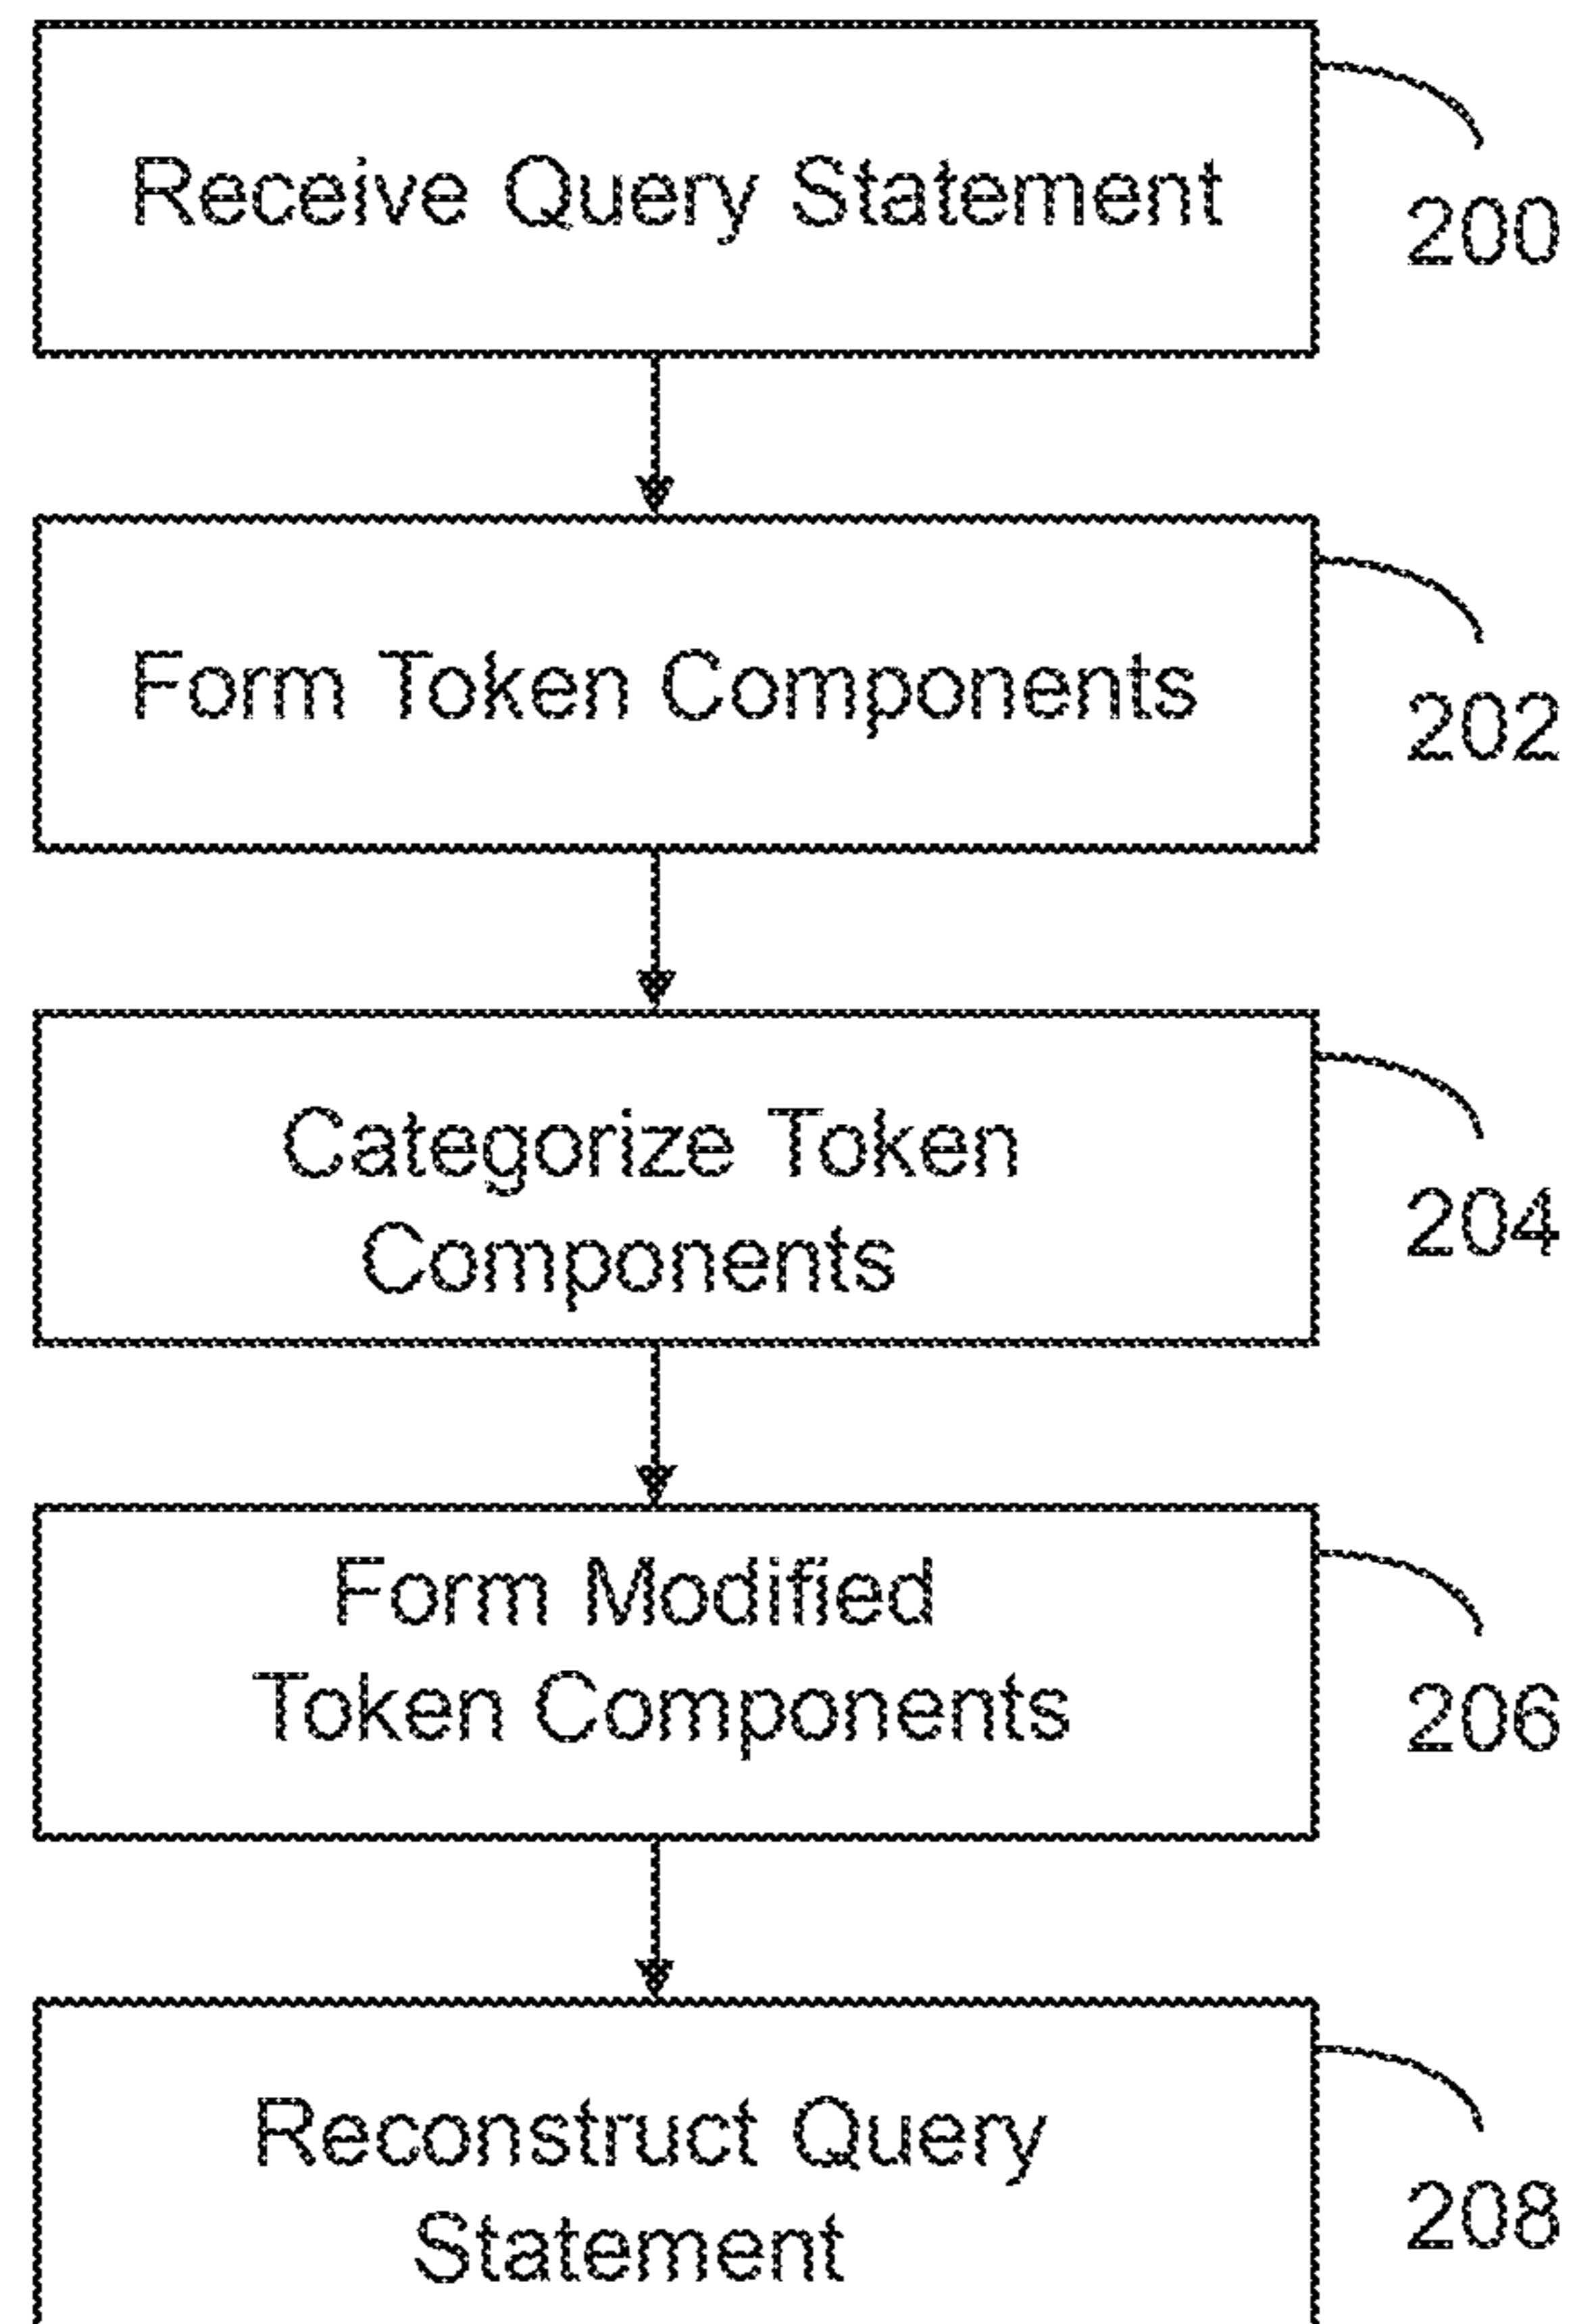 Receive Query Statement
200
Form Token Components
202
Categorize Token
Components
204
Form Modified
Token Components
206
Reconstruct Query
Statement
208